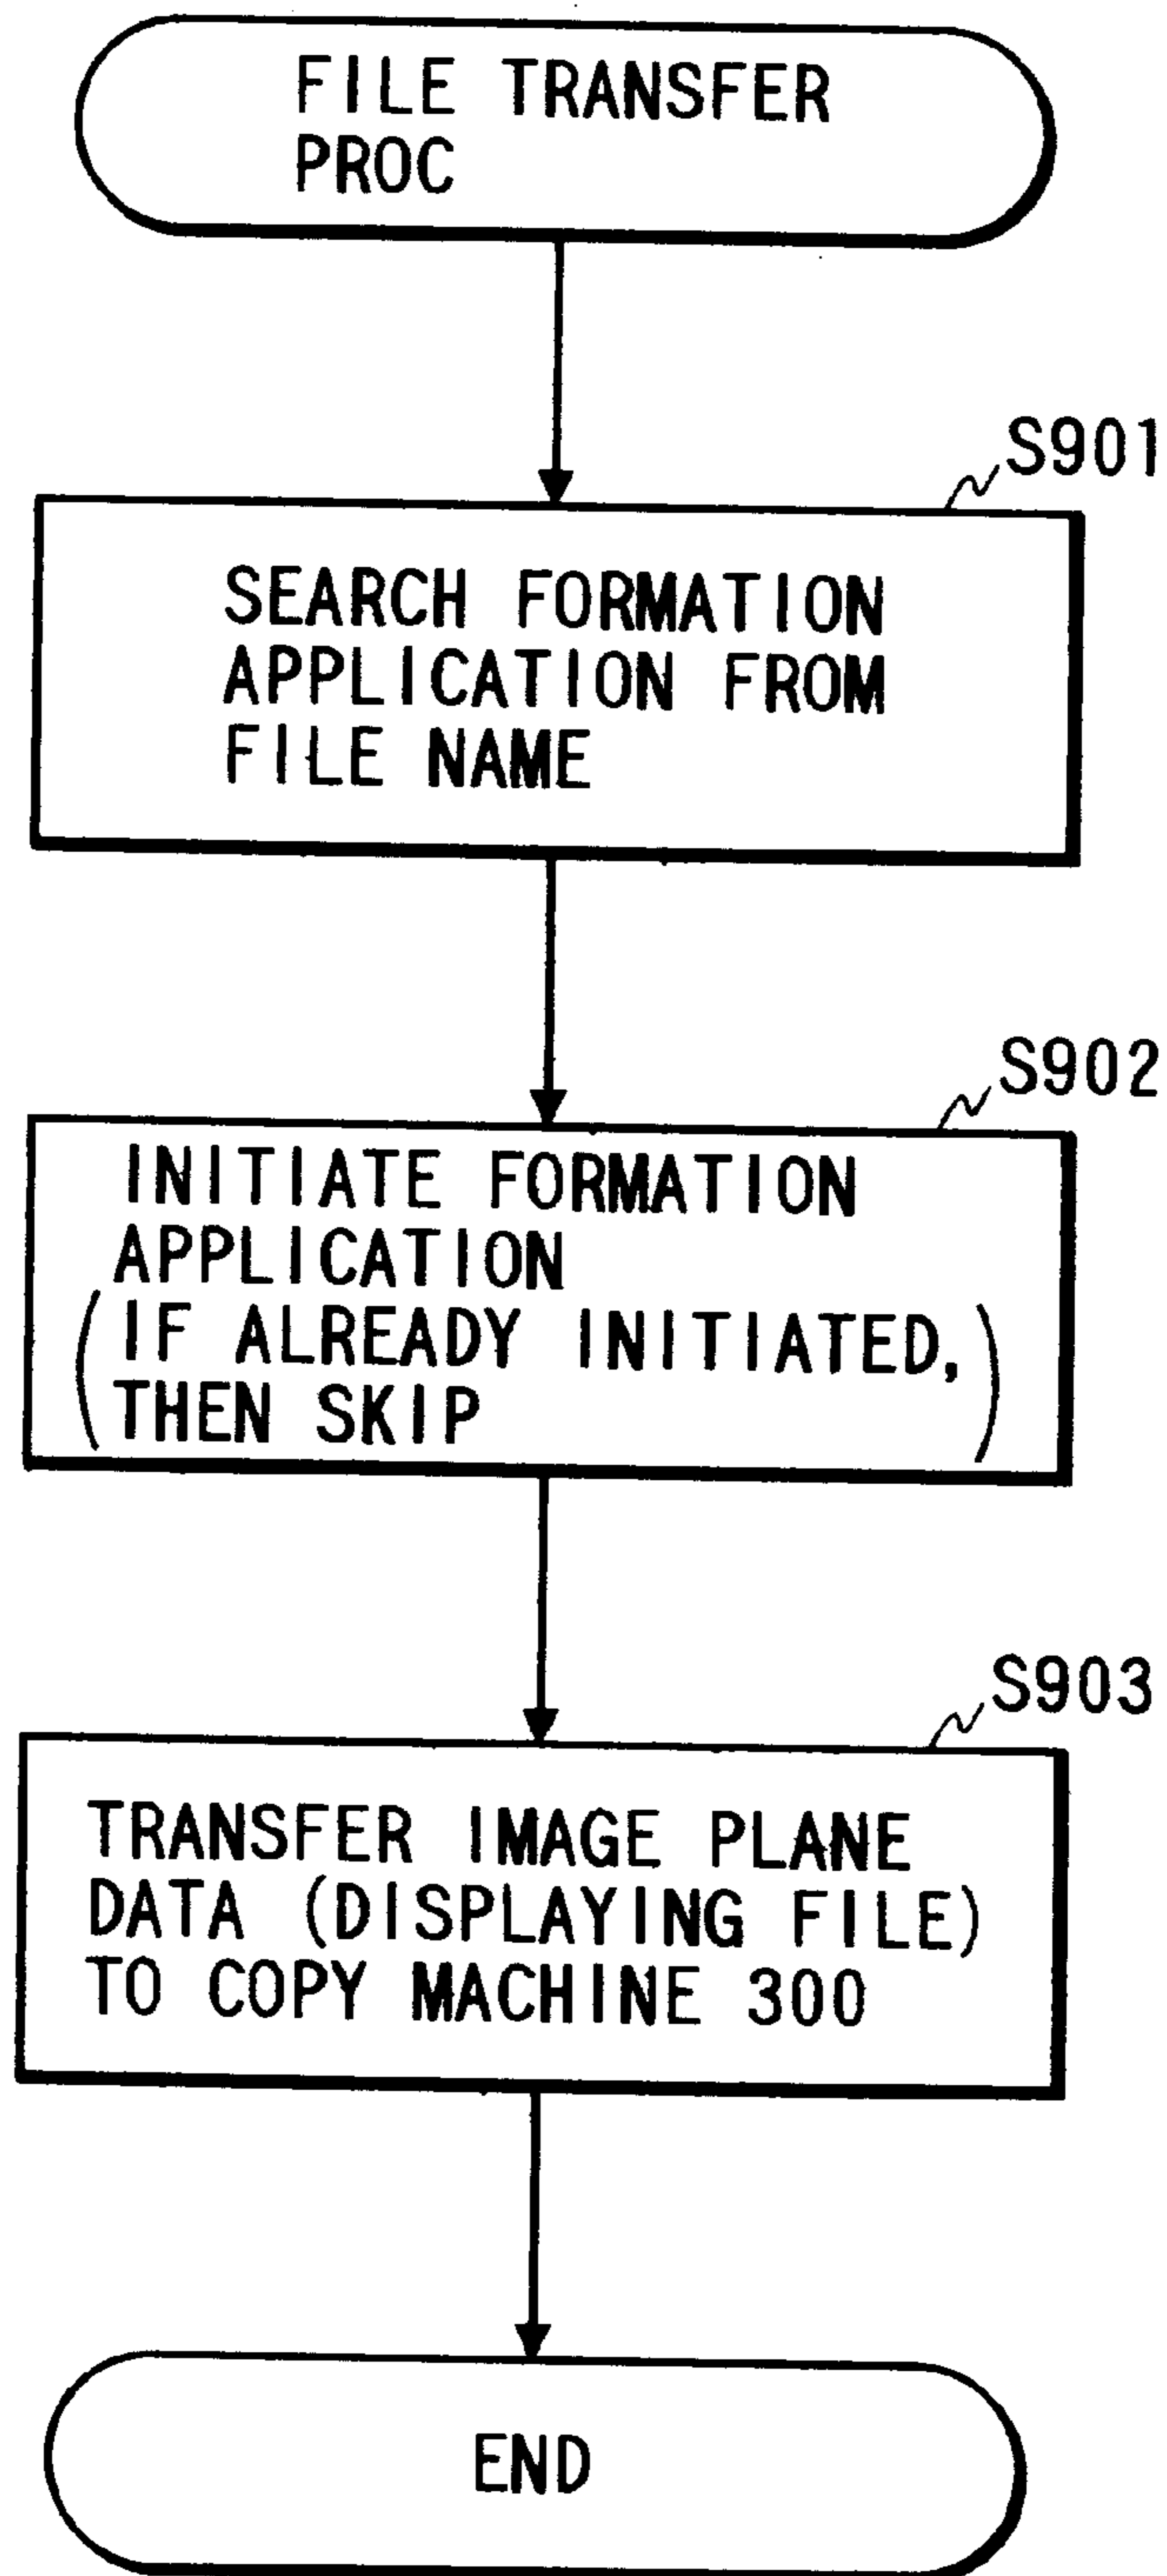 FILE TRANSFER
PROC
S901
SEARCH FORMATION
APPLICATION FROM
FILE NAME
S902
INITIATE FORMATION
APPLICATION
(IF ALREADY INITIATED,
THEN SKIP)
S903
TRANSFER IMAGE PLANE
DATA (DISPLAYING FILE)
TO COPY MACHINE 300
END